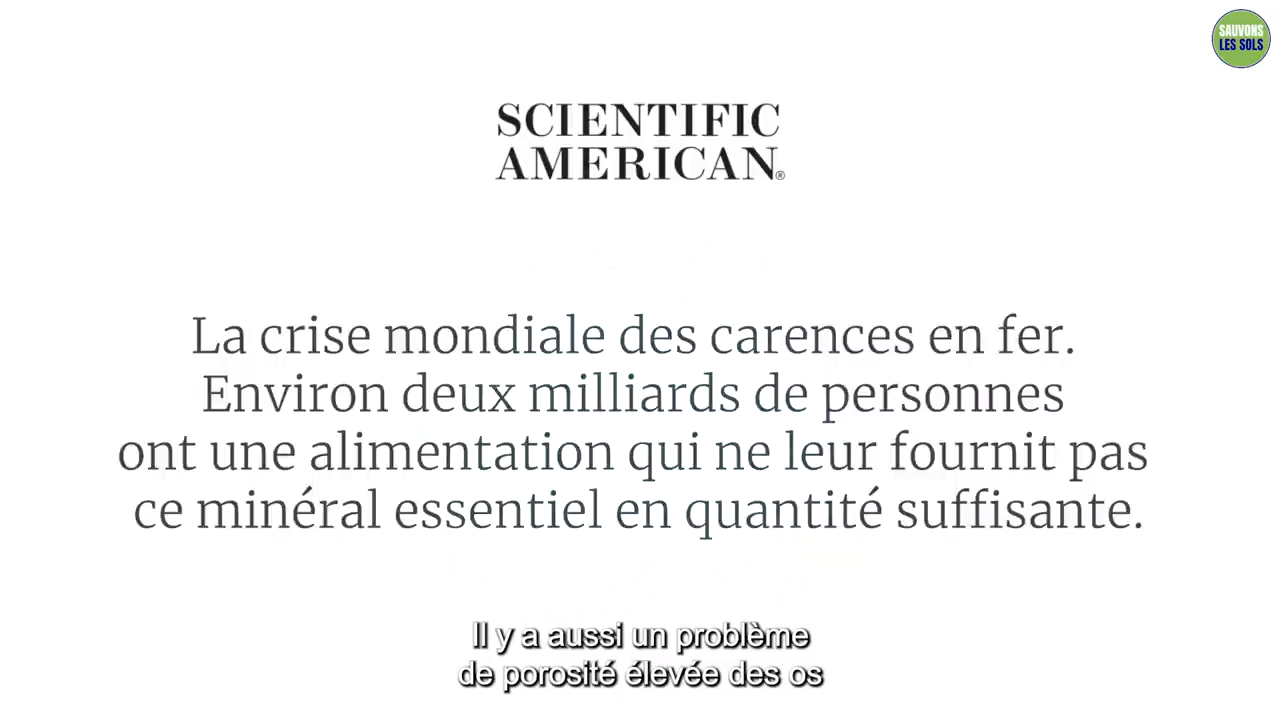 SAUVONS
LES SOLS
SCIENTIFIC
AMERICAN®
La crise mondiale des carences en fer.
Environ deux milliards de personnes
ont une alimentation qui ne leur fournit pas
ce minéral essentiel en quantité suffisante.
Il y a aussi un problème
de porosité élevée des os